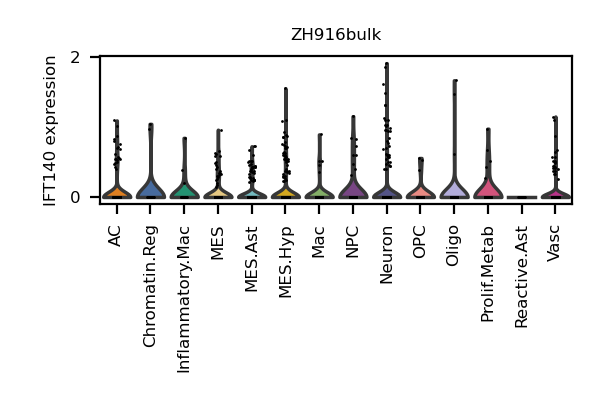 ZH916bulk
IFT140 expression
2
0
AC
Chromatin.Reg
Inflammatory.Mac
MES
MES.Ast
MES.Hyp
Mac
NPC
Neuron
OPC
Oligo
Prolif.Metab
Reactive.Ast
Vasc